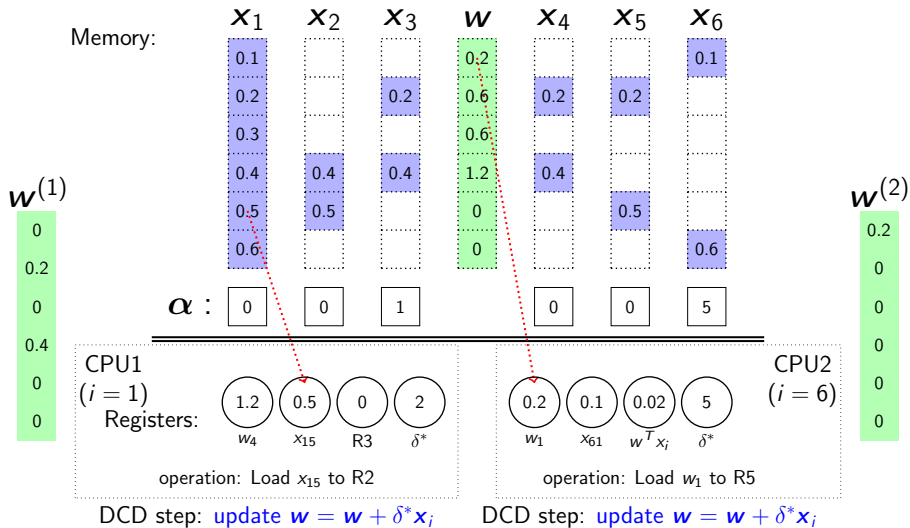 x1 x2 x3 w x4 x5 x6
Memory:
0.1 0.2 0.1
0.2 0.2 0.6 0.2 0.2
0.3 0.6
0.4 0.4 0.4 1.2 0.4
0.5 0.5 0 0.5
0.6 0 0.6
w(1)
0
0.2
0
0.4
0
0
w(2)
0.2
0
0
0
0
0
α : 0 0 1 0 0 5
CPU1
(i = 1)
Registers: 1.2 0.5 0 2
w4 x15 R3 δ*
operation: Load x15 to R2
DCD step: update w = w + δ*xi
CPU2
(i = 6)
0.2 0.1 0.02 5
w1 x61 wT xi δ*
operation: Load w1 to R5
DCD step: update w = w + δ*xi